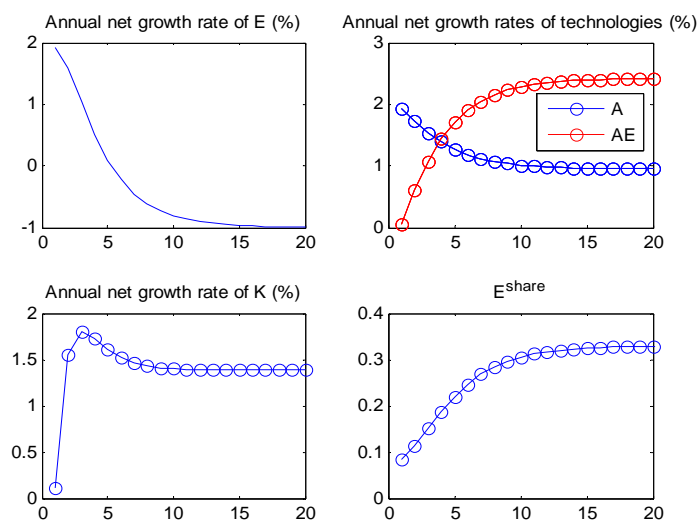 Annual net growth rate of E (%)
2
1
0
-1
0 5 10 15 20
Annual net growth rates of technologies (%)
3
2
1
0
0 5 10 15 20
A
AE
Annual net growth rate of K (%)
2
1.5
1
0.5
0
0 5 10 15 20
E^share
0.4
0.3
0.2
0.1
0
0 5 10 15 20